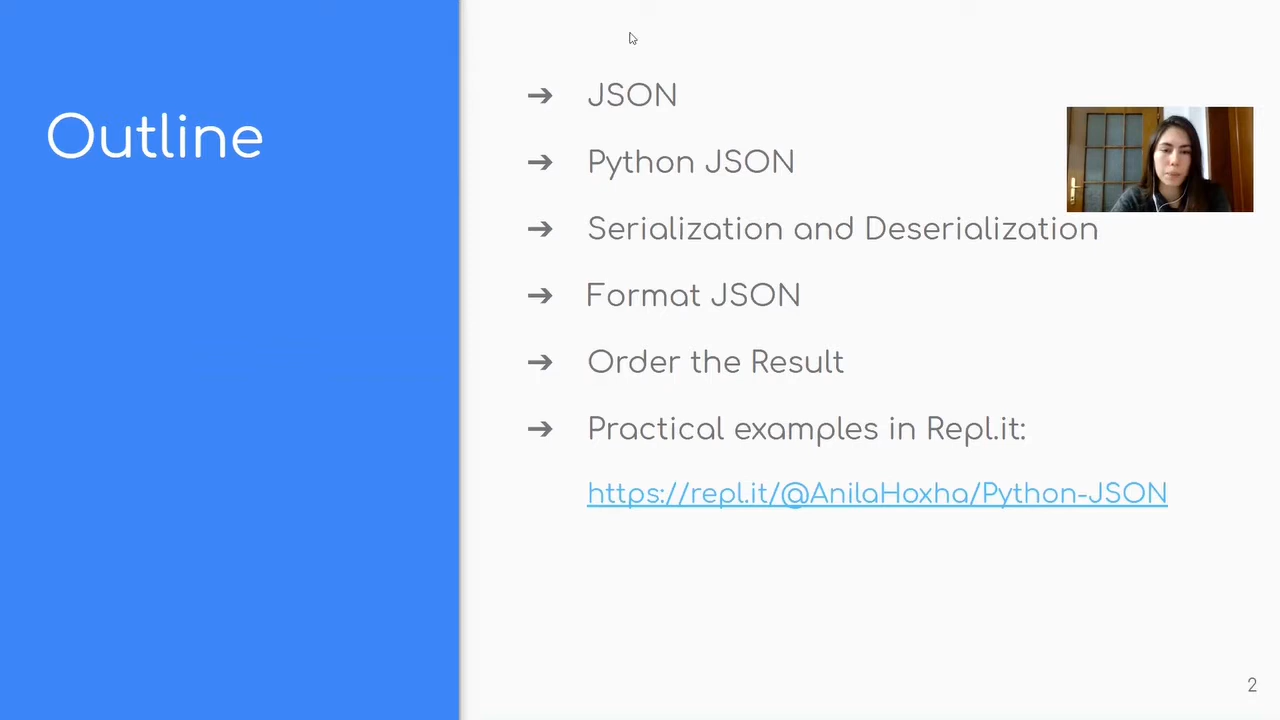 Outline
➔ JSON
➔ Python JSON
➔ Serialization and Deserialization
➔ Format JSON
➔ Order the Result
➔ Practical examples in Repl.it:
https://repl.it/@AnilaHoxha/Python-JSON
2